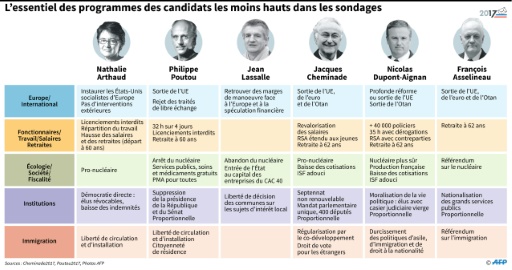 L'essentiel des programmes des candidats les moins hauts dans les sondages
2017
Nathalie
Arthaud
Philippe
Poutou
Jean
Lassalle
Jacques
Cheminade
Nicolas
Dupont-Aignan
François
Asselineau
Europe/
International
Instaurer les États-Unis
socialistes d'Europe
Pas d'interventions
extérieures
Sortie de l'UE
Rejet des traités
de libre échange
Retrouver des marges
de manoeuvre face
à l'Europe et à la
spéculation financière
Sortie de l'UE,
de l'euro
et de l'Otan
Profonde réforme
ou sortie de l'UE
Sortie de l'Otan
Sortie de l'UE,
de l'euro et de l'Otan
Fonctionnaires/
Travail/Salaires
Retraites
Licenciements interdits
Répartition du travail
Hausse des salaires
et des retraites (départ
à 60 ans)
32 h sur 4 jours
Licenciements interdits
Retraite à 60 ans
Revalorisation
des salaires
RSA étendu aux jeunes
Retraite à 62 ans
+ 40 000 policiers
35 h avec dérogations
RSA avec contreparties
Retraite à 62 ans
Retraite à 62 ans
Écologie/
Société/
Fiscalité
Pro-nucléaire
Arrêt du nucléaire
Services publics, soins
et médicaments gratuits
PMA pour toutes
Abandon du nucléaire
Entrée de l'État
au capital des
entreprises du CAC 40
Pro-nucléaire
Baisse des cotisations
ISF adouci
Nucléaire plus sûr
Production française
Baisse des cotisations
ISF adouci
Référendum
sur le nucléaire
Institutions
Démocratie directe :
élus révocables,
baisse des indemnités
Suppression
de la présidence
de la République
et du Sénat
Proportionnelle
Liberté de décision
des communes sur
les sujets d'intérêt local
Septennat
non renouvelable
Mandat parlementaire
unique, 400 députés
Proportionnelle
Moralisation de la vie
politique : élus avec
casier judiciaire vierge
Proportionnelle
Nationalisation
des grands services
publics
Proportionnelle
Immigration
Liberté de circulation
et d'installation
Liberté de circulation
et d'installation
Citoyenneté
de résidence
Régularisation par
le co-développement
Droit de vote
pour les étrangers
Durcissement
des politiques d'asile,
d'immigration et de
droit à la nationalité
Référendum
sur l'immigration
Sources : Cheminade2017, Poutou2017, Photos AFP
© AFP